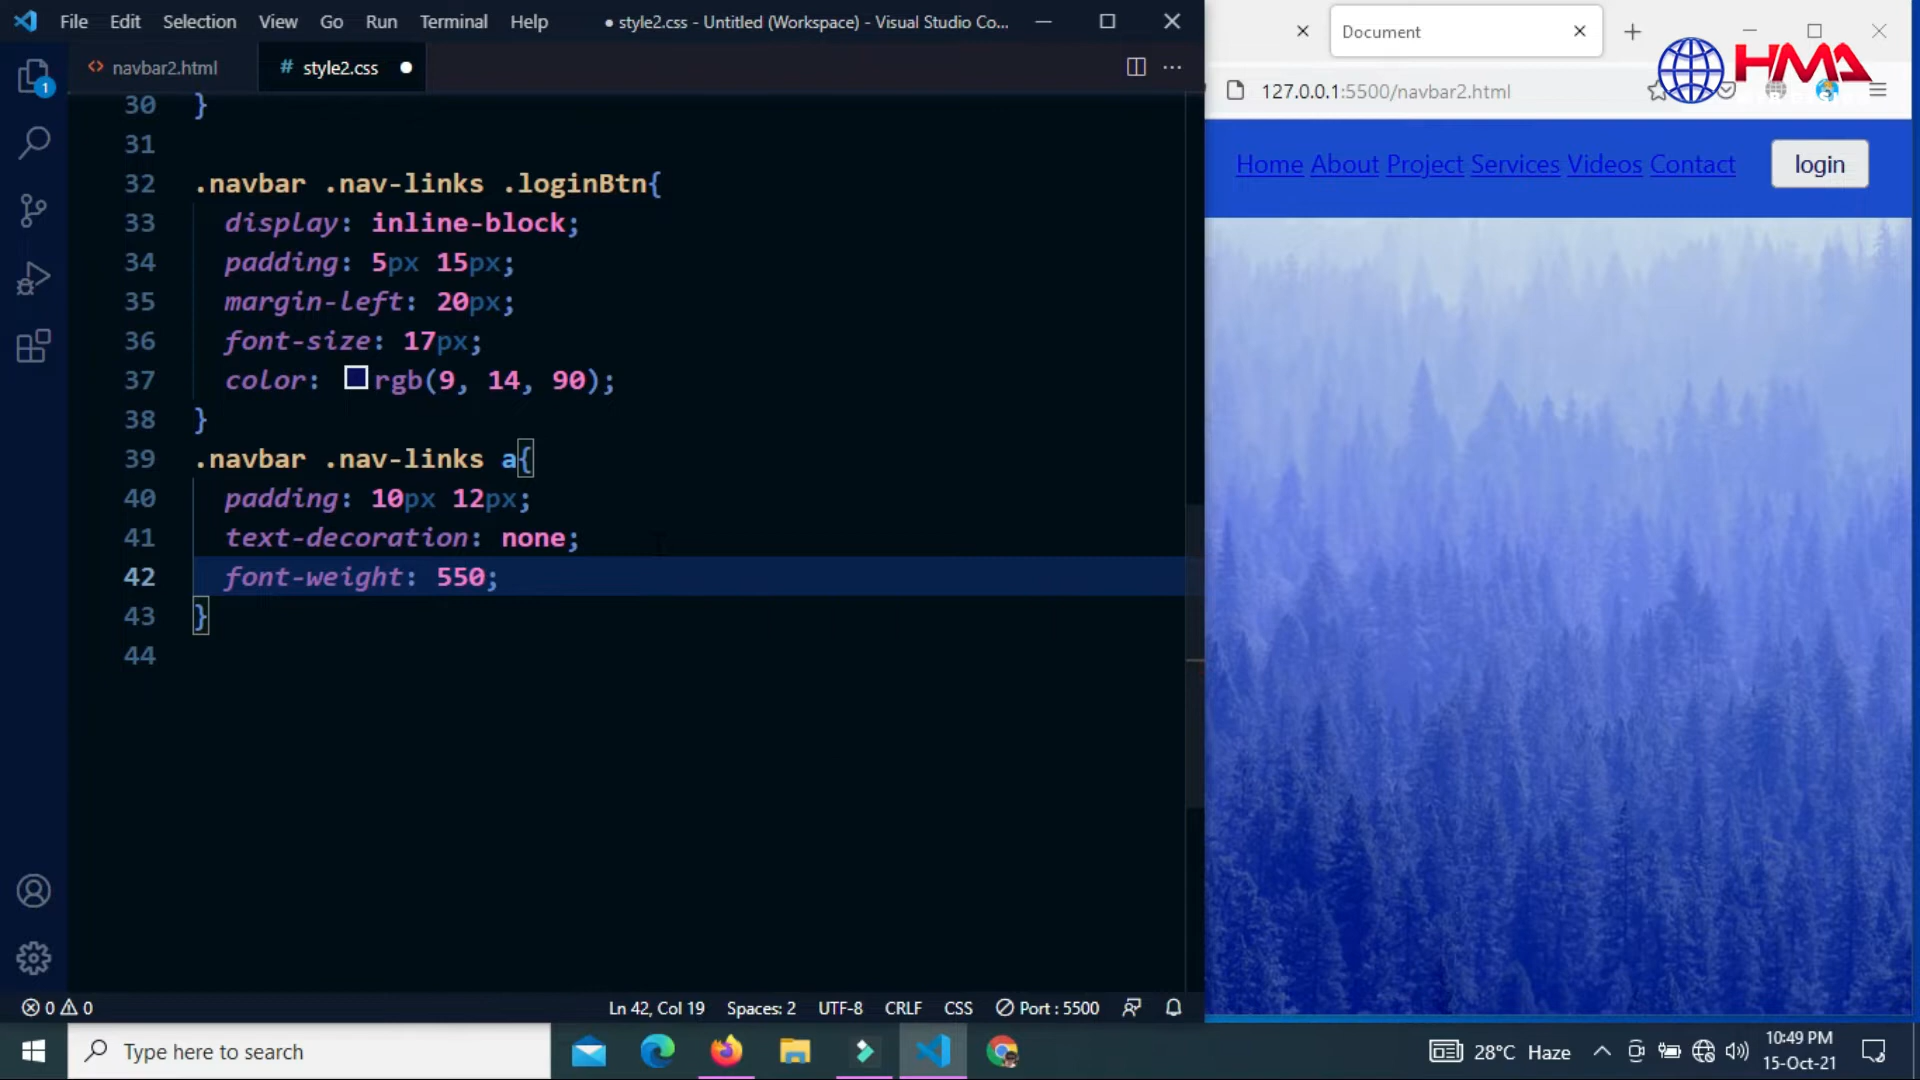 File Edit Selection View Go Run Terminal Help ● style2.css - Untitled (Workspace) - Visual Studio Co...
navbar2.html # style2.css
30 }
31
32 .navbar .nav-links .loginBtn{
33 display: inline-block;
34 padding: 5px 15px;
35 margin-left: 20px;
36 font-size: 17px;
37 color: rgb(9, 14, 90);
38 }
39 .navbar .nav-links a{
40 padding: 10px 12px;
41 text-decoration: none;
42 font-weight: 550;
43 }
44
1
0 0 Ln 42, Col 19 Spaces: 2 UTF-8 CRLF CSS Port : 5500
Document
HMA
127.0.0.1:5500/navbar2.html
Home About Project Services Videos Contact login
Type here to search
28°C Haze
10:49 PM
15-Oct-21